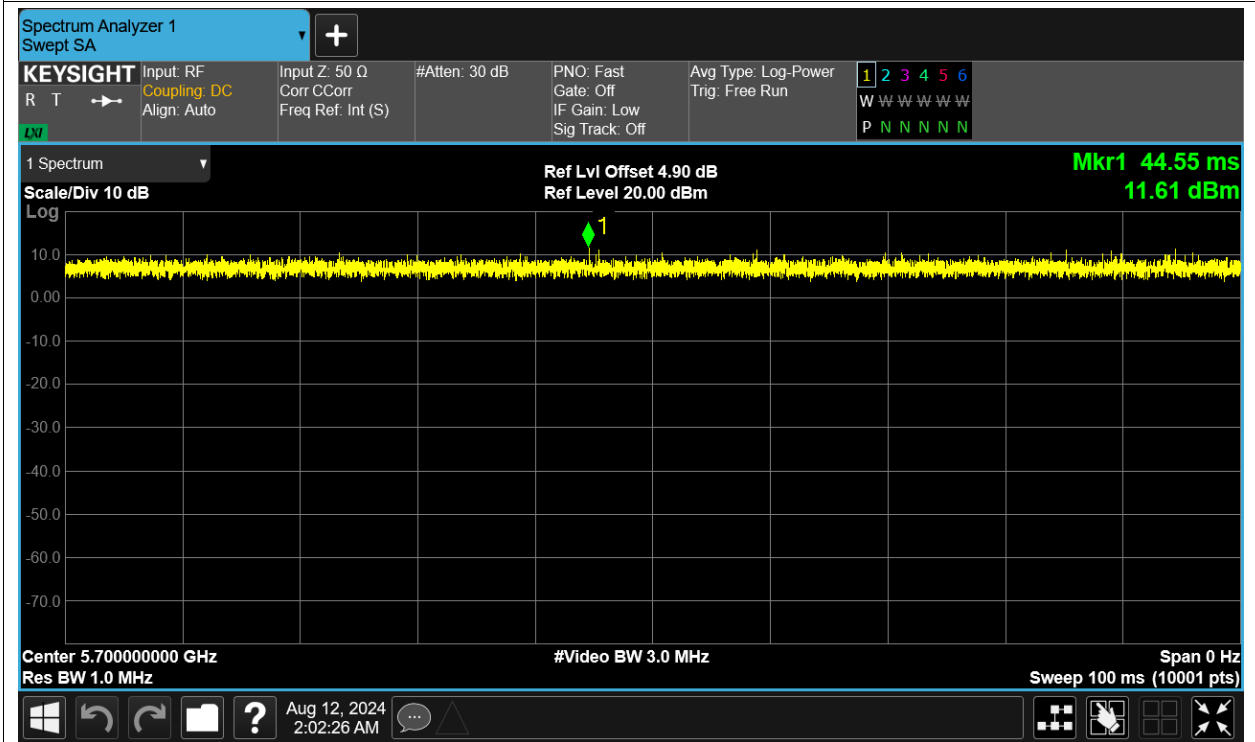 Spectrum Analyzer 1
Swept SA
KEYSIGHT
R T
LXI
Input: RF
Coupling: DC
Align: Auto
Input Z: 50 Ω
Corr CCorr
Freq Ref: Int (S)
#Atten: 30 dB
PNO: Fast
Gate: Off
IF Gain: Low
Sig Track: Off
Avg Type: Log-Power
Trig: Free Run
1 2 3 4 5 6
W W W W W W
P N N N N N
1 Spectrum
Scale/Div 10 dB
Ref Lvl Offset 4.90 dB
Ref Level 20.00 dBm
Mkr1 44.55 ms
11.61 dBm
Log
1
10.0
0.00
-10.0
-20.0
-30.0
-40.0
-50.0
-60.0
-70.0
Center 5.700000000 GHz
#Video BW 3.0 MHz
Span 0 Hz
Res BW 1.0 MHz
Sweep 100 ms (10001 pts)
?
Aug 12, 2024
2:02:26 AM